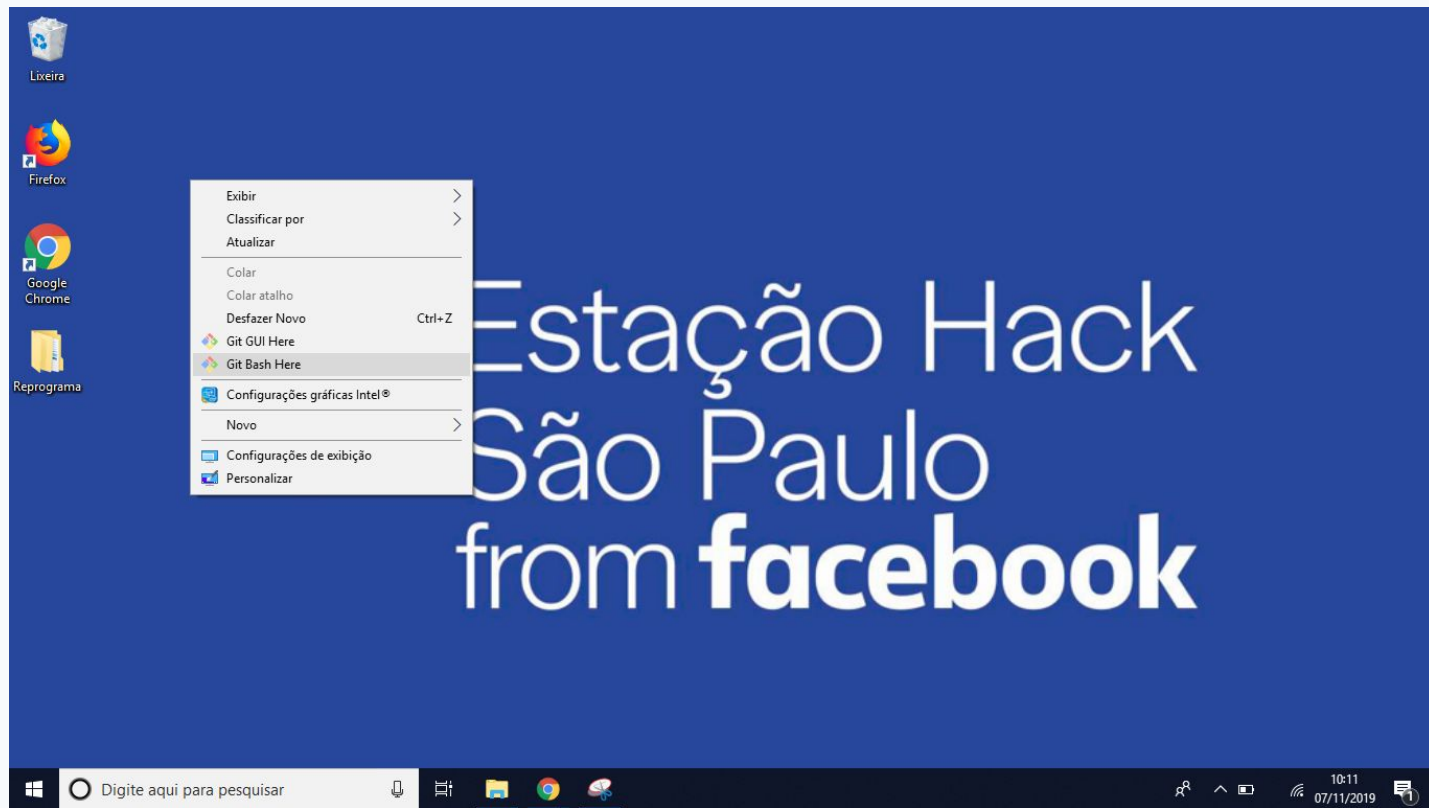 Lixeira
Firefox
Google
Chrome
Reprograma
Exibir
Classificar por
Atualizar
Colar
Colar atalho
Desfazer Novo Ctrl+Z
Git GUI Here
Git Bash Here
Configurações gráficas Intel®
Novo
Configurações de exibição
Personalizar
Estação Hack
São Paulo
from facebook
Digite aqui para pesquisar
10:11
07/11/2019
1